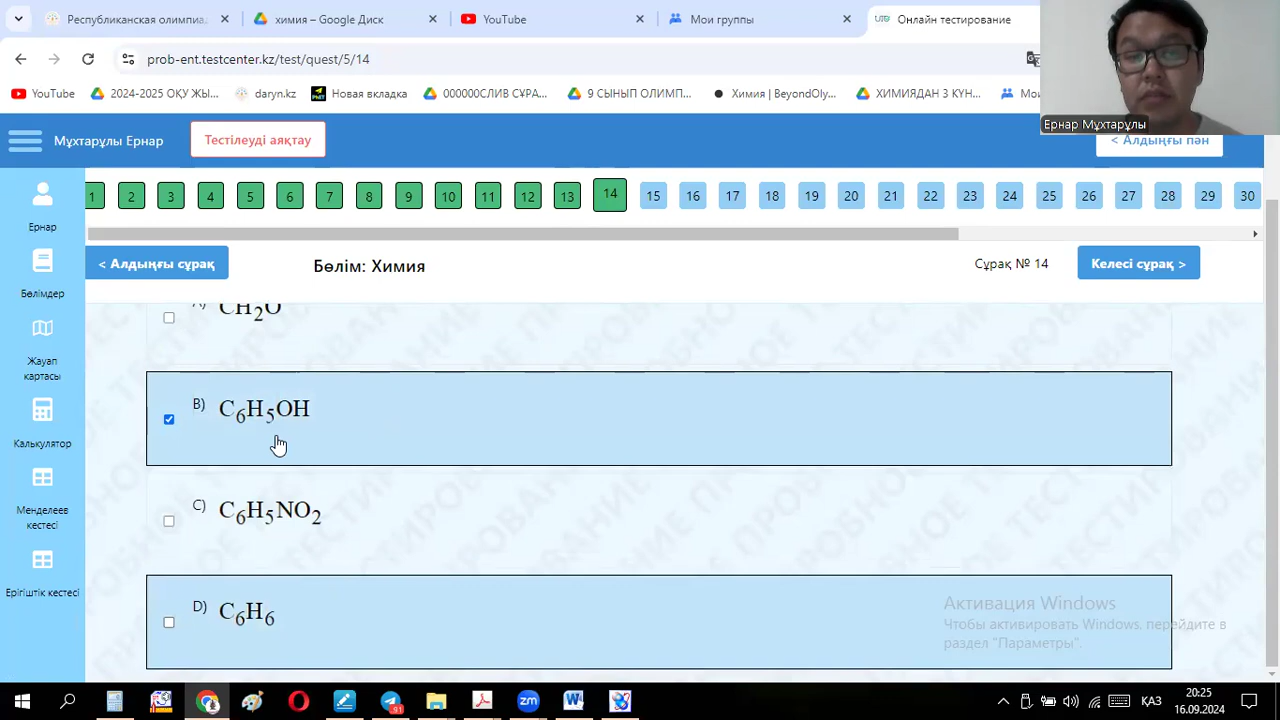 Республиканская олимпиа
химия – Google Диск
YouTube
Мои группы
Онлайн тестирование
prob-ent.testcenter.kz/test/quest/5/14
YouTube
2024-2025 ОҚУ ЖЫ...
daryn.kz
Новая вкладка
000000СЛИВ СҰРА...
9 СЫНЫП ОЛИМП...
Химия | BeyondOly...
ХИМИЯДАН 3 КҮН...
Ернар Мұхтарұлы
Мұхтарұлы Ернар
Тестілеуді аяқтау
< Алдыңғы пән
1 2 3 4 5 6 7 8 9 10 11 12 13 14 15 16 17 18 19 20 21 22 23 24 25 26 27 28 29 30
Ернар
Бөлімдер
Жауап
картасы
Калькулятор
Менделеев
кестесі
Ерігіштік кестесі
< Алдыңғы сұрақ
Бөлім: Химия
Сұрақ № 14
Келесі сұрақ >
A) CH2O
B) C6H5OH
C) C6H5NO2
D) C6H6
Активация Windows
Чтобы активировать Windows, перейдите в
раздел "Параметры".
91
zm
ҚАЗ
20:25
16.09.2024